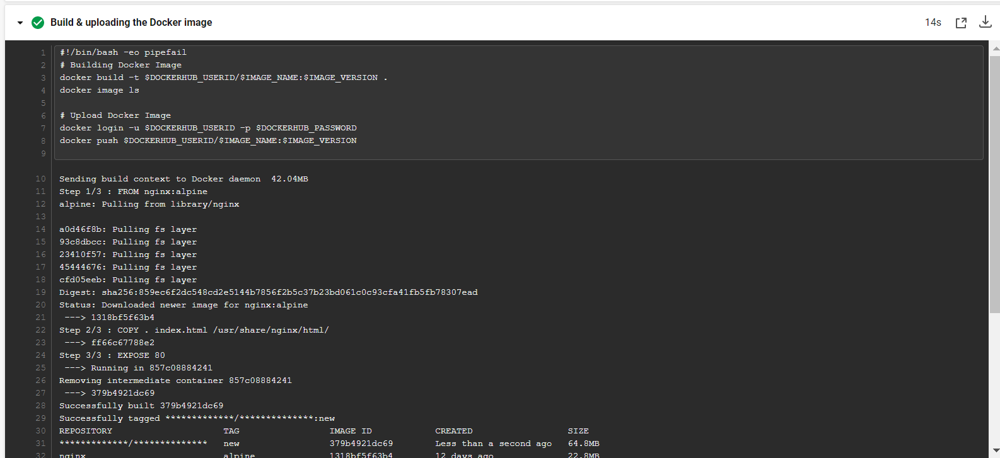 Build & uploading the Docker image 14s
1 #!/bin/bash -eo pipefail
2 # Building Docker Image
3 docker build -t $DOCKERHUB_USERID/$IMAGE_NAME:$IMAGE_VERSION .
4 docker image ls
5
6 # Upload Docker Image
7 docker login -u $DOCKERHUB_USERID -p $DOCKERHUB_PASSWORD
8 docker push $DOCKERHUB_USERID/$IMAGE_NAME:$IMAGE_VERSION
9
10 Sending build context to Docker daemon  42.04MB
11 Step 1/3 : FROM nginx:alpine
12 alpine: Pulling from library/nginx
13
14 a0d46f8b: Pulling fs layer
15 93c8dbcc: Pulling fs layer
16 23410f57: Pulling fs layer
17 45444676: Pulling fs layer
18 cfd05eeb: Pulling fs layer
19 Digest: sha256:859ec6f2dc548cd2e5144b7856f2b5c37b23bd061c0c93cfa41fb5fb78307ead
20 Status: Downloaded newer image for nginx:alpine
21  ---> 1318bf5f63b4
22 Step 2/3 : COPY . index.html /usr/share/nginx/html/
23  ---> ff66c67788e2
24 Step 3/3 : EXPOSE 80
25  ---> Running in 857c08884241
26 Removing intermediate container 857c08884241
27  ---> 379b4921dc69
28 Successfully built 379b4921dc69
29 Successfully tagged *************/**************:new
30 REPOSITORY TAG IMAGE ID CREATED SIZE
31 *************/************** new 379b4921dc69 Less than a second ago 64.8MB
32 nginx alpine 1318bf5f63b4 12 days ago 22.8MB